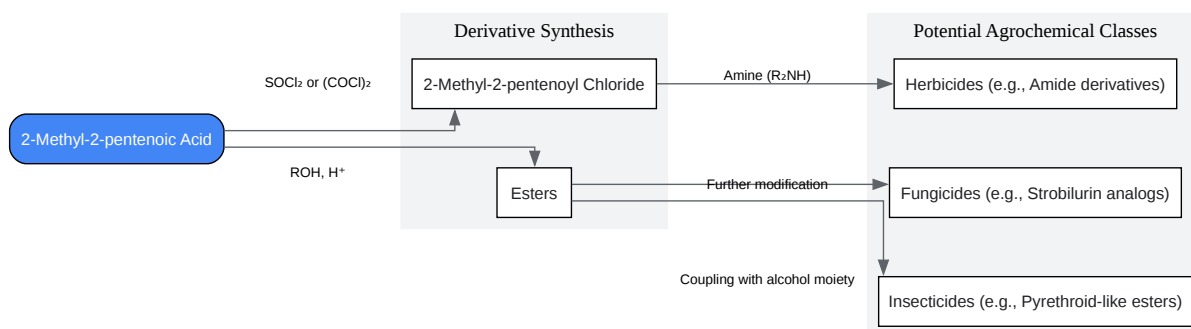 Derivative Synthesis
Potential Agrochemical Classes
SOCl₂ or (COCl)₂
2-Methyl-2-pentenoyl Chloride
Amine (R₂NH)
Herbicides (e.g., Amide derivatives)
2-Methyl-2-pentenoic Acid
ROH, H⁺
Esters
Further modification
Fungicides (e.g., Strobilurin analogs)
Coupling with alcohol moiety
Insecticides (e.g., Pyrethroid-like esters)